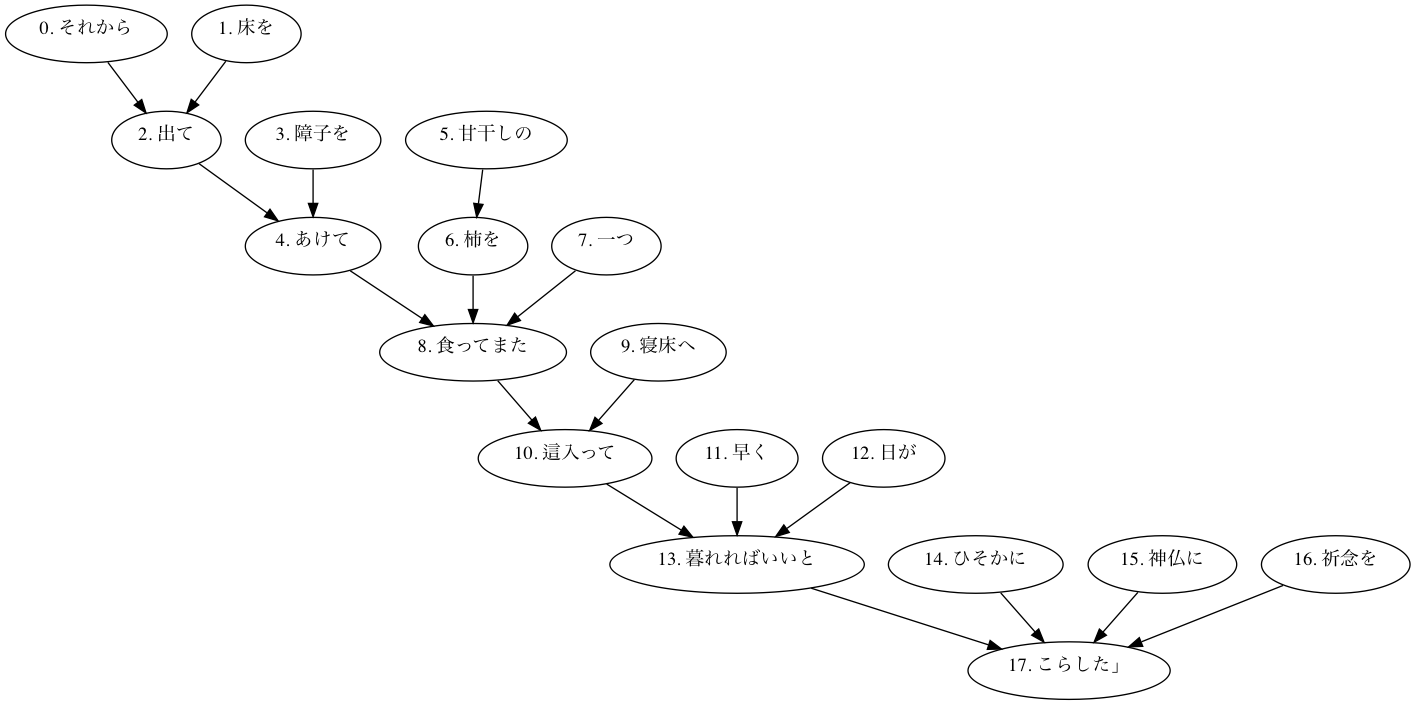 0. それから
1. 床を
2. 出て
3. 障子を
5. 甘干しの
4. あけて
6. 柿を
7. 一つ
8. 食ってまた
9. 寝床へ
10. 這入って
11. 早く
12. 日が
13. 暮れればいいと
14. ひそかに
15. 神仏に
16. 祈念を
17. こらした」